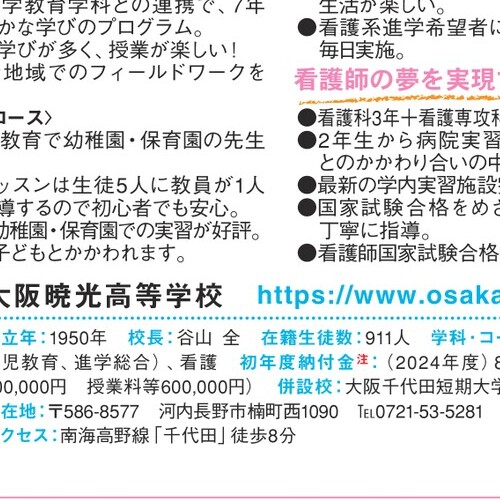 学教育学科との連携で、7年
かな学びのプログラム。
学びが多く、授業が楽しい!
地域でのフィールドワークを
コース〉
教育で幼稚園・保育園の先生
ッスンは生徒5人に教員が1人
導するので初心者でも安心。
幼稚園・保育園での実習が好評。
子どもとかかわれます。
生活が楽しい。
●看護系進学希望者に
毎日実施。
看護師の夢を実現
●看護科3年+看護専攻科
●2年生から病院実習
とのかかわり合いの中
●最新の学内実習施設
●国家試験合格をめざ
丁寧に指導。
●看護師国家試験合格
大阪暁光高等学校 https://www.osaka
立年:1950年 校長:谷山 全 在籍生徒数:911人 学科・コー
児教育、進学総合)、看護 初年度納付金注:(2024年度)8
00,000円 授業料等600,000円) 併設校:大阪千代田短期大学
在地:〒586-8577 河内長野市楠町西1090 ℡0721-53-5281
クセス:南海高野線「千代田」徒歩8分